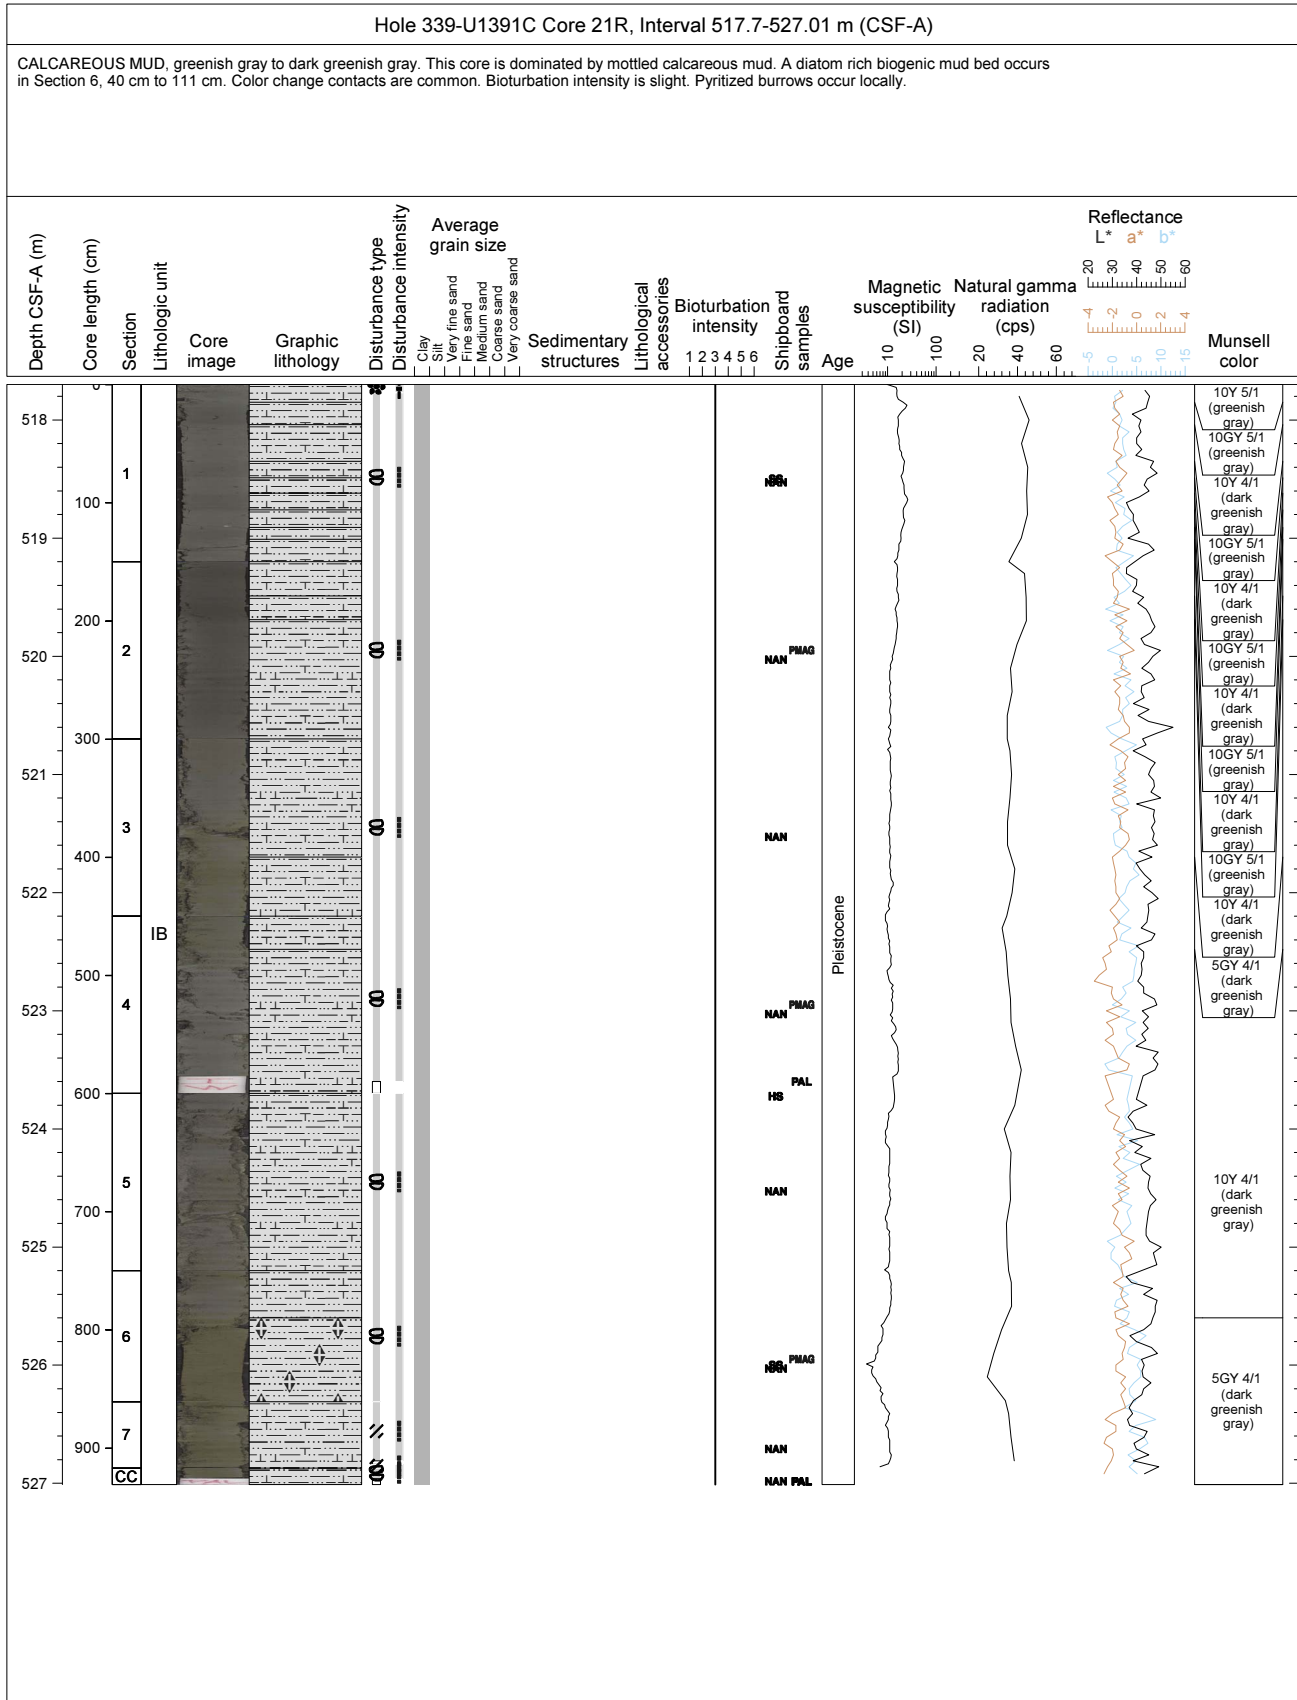 Hole 339-U1391C Core 21R, Interval 517.7-527.01 m (CSF-A)
CALCAREOUS MUD, greenish gray to dark greenish gray. This core is dominated by mottled calcareous mud. A diatom rich biogenic mud bed occurs
in Section 6, 40 cm to 111 cm. Color change contacts are common. Bioturbation intensity is slight. Pyritized burrows occur locally.
Depth CSF-A (m)
Core length (cm)
Section
Lithologic unit
Core
image
Graphic
lithology
Disturbance type
Disturbance intensity
Average
grain size
Clay
Silt
Very fine sand
Fine sand
Medium sand
Coarse sand
Very coarse sand
Sedimentary
structures
Lithological
accessories
Bioturbation
intensity
1 2 3 4 5 6
Shipboard
samples
Age
Magnetic
susceptibility
(SI)
10 100
Natural gamma
radiation
(cps)
20 40 60
Reflectance
L* a* b*
20 30 40 50 60
-4 -2 0 2 4
-5 0 5 10 15
Munsell
color
518
519
520
521
522
523
524
525
526
527
0
100
200
300
400
500
600
700
800
900
1
2
3
4
5
6
7
CC
IB
NAN
PMAG
NAN
NAN
PMAG
NAN
PAL
HS
NAN
PMAG
NAN
NAN
NAN PAL
Pleistocene
10Y 5/1
(greenish
gray)
10GY 5/1
(greenish
gray)
10Y 4/1
(dark
greenish
gray)
10GY 5/1
(greenish
gray)
10Y 4/1
(dark
greenish
gray)
10GY 5/1
(greenish
gray)
10Y 4/1
(dark
greenish
gray)
10GY 5/1
(greenish
gray)
10Y 4/1
(dark
greenish
gray)
10GY 5/1
(greenish
gray)
10Y 4/1
(dark
greenish
gray)
5GY 4/1
(dark
greenish
gray)
10Y 4/1
(dark
greenish
gray)
5GY 4/1
(dark
greenish
gray)